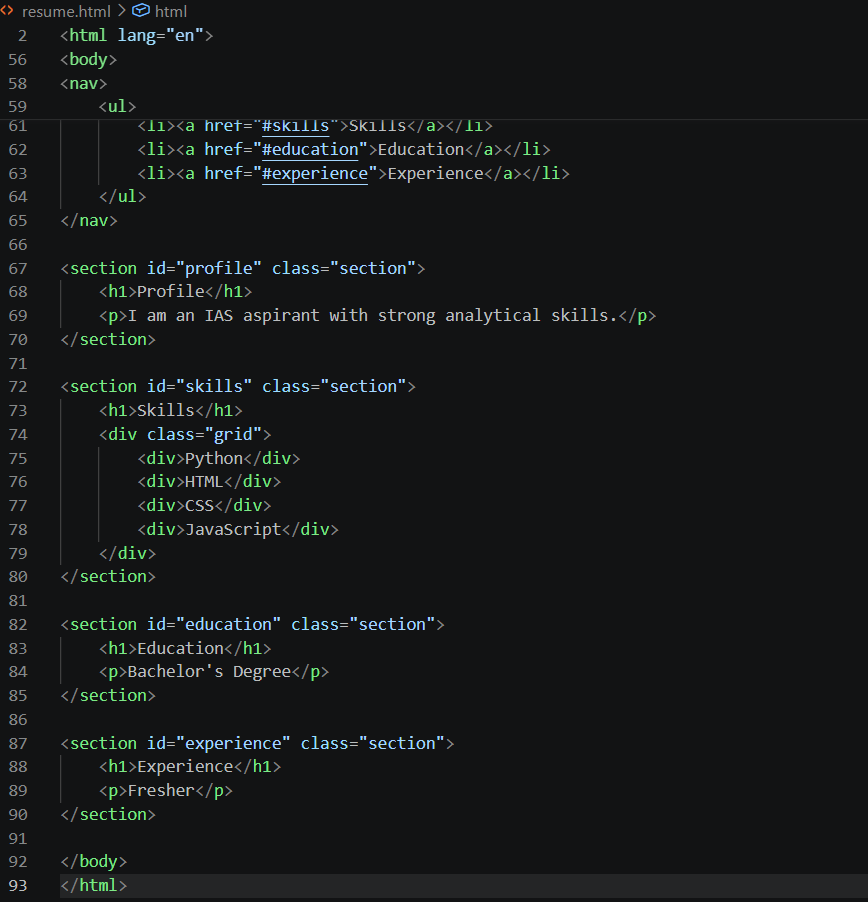 resume.html > html
2 <html lang="en">
56 <body>
58 <nav>
59     <ul>
61         <li><a href="#skills">Skills</a></li>
62         <li><a href="#education">Education</a></li>
63         <li><a href="#experience">Experience</a></li>
64     </ul>
65 </nav>
66
67 <section id="profile" class="section">
68     <h1>Profile</h1>
69     <p>I am an IAS aspirant with strong analytical skills.</p>
70 </section>
71
72 <section id="skills" class="section">
73     <h1>Skills</h1>
74     <div class="grid">
75         <div>Python</div>
76         <div>HTML</div>
77         <div>CSS</div>
78         <div>JavaScript</div>
79     </div>
80 </section>
81
82 <section id="education" class="section">
83     <h1>Education</h1>
84     <p>Bachelor's Degree</p>
85 </section>
86
87 <section id="experience" class="section">
88     <h1>Experience</h1>
89     <p>Fresher</p>
90 </section>
91
92 </body>
93 </html>